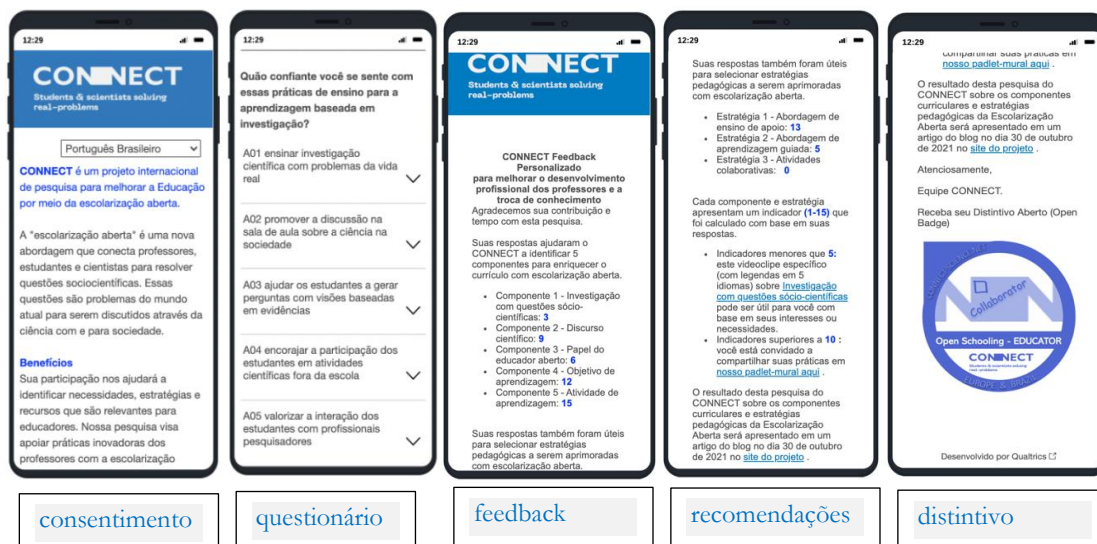 12:29
CONNECT
Students & scientists solving
real-problems
Português Brasileiro
CONNECT é um projeto internacional
de pesquisa para melhorar a Educação
por meio da escolarização aberta.
A "escolarização aberta" é uma nova
abordagem que conecta professores,
estudantes e cientistas para resolver
questões sociocientíficas. Essas
questões são problemas do mundo
atual para serem discutidos através da
ciência com e para sociedade.
Benefícios
Sua participação nos ajudará a
identificar necessidades, estratégias e
recursos que são relevantes para
educadores. Nossa pesquisa visa
apoiar práticas inovadoras dos
professores com a escolarização
consentimento
12:29
Quão confiante você se sente com
essas práticas de ensino para a
aprendizagem baseada em
investigação?
A01 ensinar investigação
científica com problemas da vida
real
A02 promover a discussão na
sala de aula sobre a ciência na
sociedade
A03 ajudar os estudantes a gerar
perguntas com visões baseadas
em evidências
A04 encorajar a participação dos
estudantes em atividades
científicas fora da escola
A05 valorizar a interação dos
estudantes com profissionais
pesquisadores
questionário
12:29
CONNECT
Students & scientists solving
real-problems
CONNECT Feedback
Personalizado
para melhorar o desenvolvimento
profissional dos professores e a
troca de conhecimento
Agradecemos sua contribuição e
tempo com esta pesquisa.
Suas respostas ajudaram o
CONNECT a identificar 5
componentes para enriquecer o
currículo com escolarização aberta.
• Componente 1 - Investigação
com questões sócio-
científicas: 3
• Componente 2 - Discurso
científico: 9
• Componente 3 - Papel do
educador aberto: 6
• Componente 4 - Objetivo de
aprendizagem: 12
• Componente 5 - Atividade de
aprendizagem: 15
Suas respostas também foram úteis
para selecionar estratégias
pedagógicas a serem aprimoradas
com escolarização aberta.
feedback
12:29
Suas respostas também foram úteis
para selecionar estratégias
pedagógicas a serem aprimoradas
com escolarização aberta.
• Estratégia 1 - Abordagem de
ensino de apoio: 13
• Estratégia 2 - Abordagem de
aprendizagem guiada: 5
• Estratégia 3 - Atividades
colaborativas: 0
Cada componente e estratégia
apresentam um indicador (1-15) que
foi calculado com base em suas
respostas.
• Indicadores menores que 5:
este videoclipe específico
(com legendas em 5
idiomas) sobre Investigação
com questões sócio-científicas
pode ser útil para você com
base em seus interesses ou
necessidades.
• Indicadores superiores a 10 :
você está convidado a
compartilhar suas práticas em
nosso padlet-mural aqui .
O resultado desta pesquisa do
CONNECT sobre os componentes
curriculares e estratégias
pedagógicas da Escolarização
Aberta será apresentado em um
artigo do blog no dia 30 de outubro
de 2021 no site do projeto .
recomendações
12:29
compartilhar suas práticas em
nosso padlet-mural aqui .
O resultado desta pesquisa do
CONNECT sobre os componentes
curriculares e estratégias
pedagógicas da Escolarização
Aberta será apresentado em um
artigo do blog no dia 30 de outubro
de 2021 no site do projeto .
Atenciosamente,
Equipe CONNECT.
Receba seu Distintivo Aberto (Open
Badge)
Collaborator
Open Schooling - EDUCATOR
CONNECT
Students & scientists solving
real-problems
EUROPE & BRAZIL
Desenvolvido por Qualtrics
distintivo